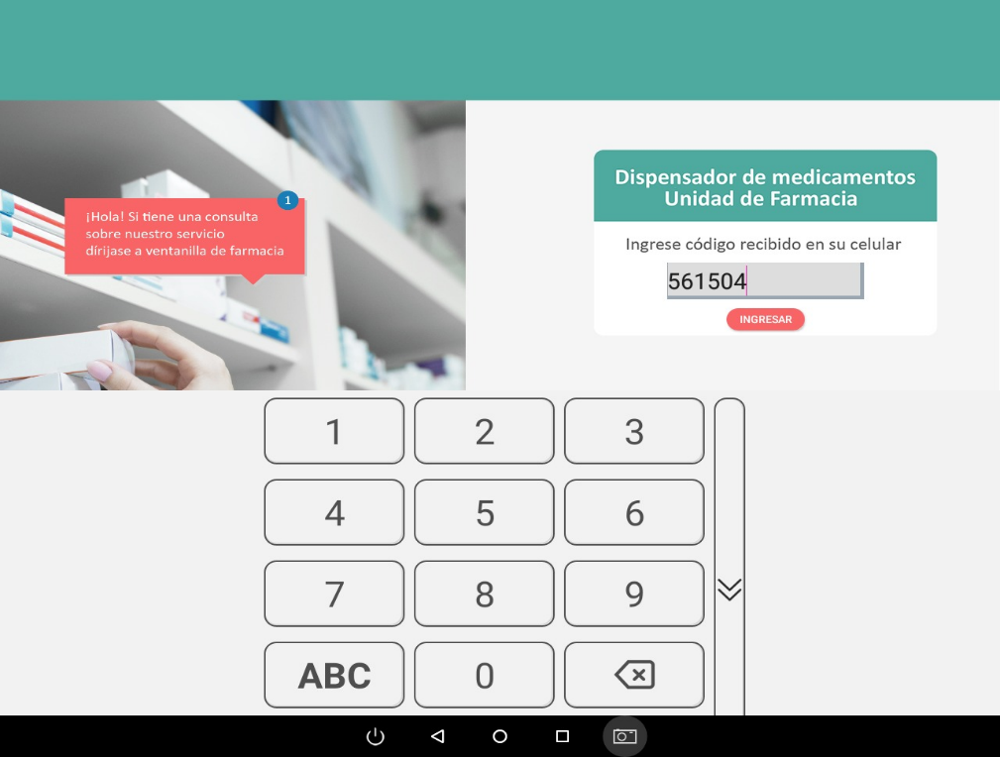 1
¡Hola! Si tiene una consulta
sobre nuestro servicio
dírijase a ventanilla de farmacia
Dispensador de medicamentos
Unidad de Farmacia
Ingrese código recibido en su celular
561504
INGRESAR
1 2 3
4 5 6
7 8 9
ABC 0